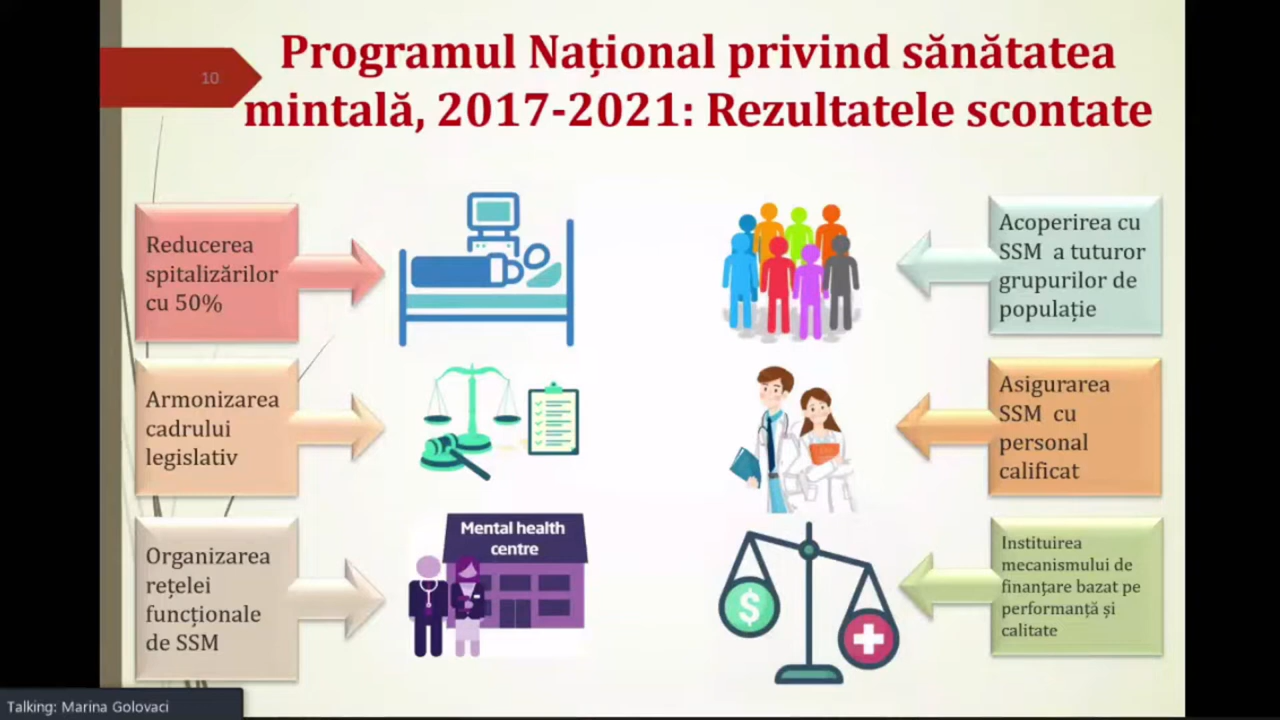 10
Programul Național privind sănătatea
mintală, 2017-2021: Rezultatele scontate
Reducerea
spitalizărilor
cu 50%
Armonizarea
cadrului
legislativ
Organizarea
rețelei
funcționale
de SSM
Mental health
centre
$
Acoperirea cu
SSM a tuturor
grupurilor de
populație
Asigurarea
SSM cu
personal
calificat
Instituirea
mecanismului de
finanţare bazat pe
performanță și
calitate
Talking: Marina Golovaci